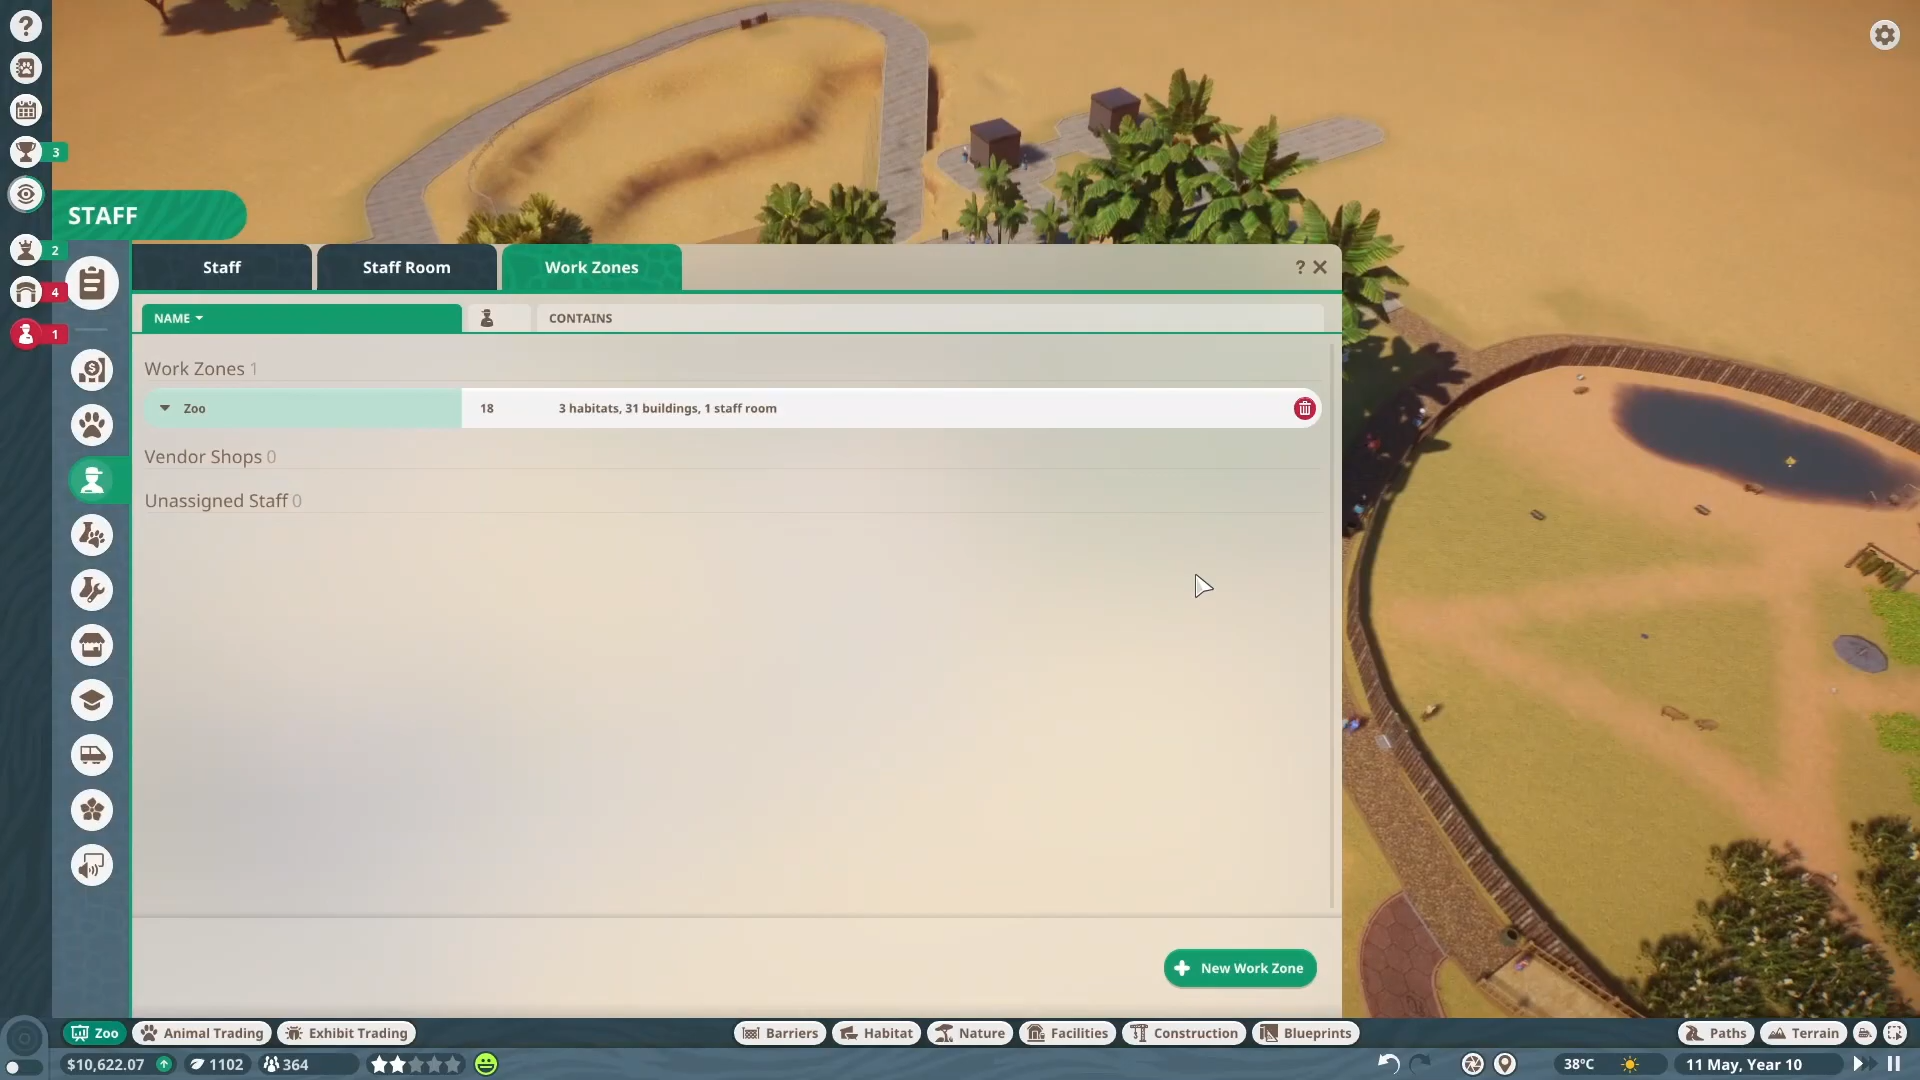 ?
3
STAFF
2
4
1
Staff
Staff Room
Work Zones
?
NAME
CONTAINS
Work Zones 1
Zoo
18
3 habitats, 31 buildings, 1 staff room
Vendor Shops 0
Unassigned Staff 0
New Work Zone
Zoo
Animal Trading
Exhibit Trading
Barriers
Habitat
Nature
Facilities
Construction
Blueprints
Paths
Terrain
$10,622.07
1102
364
38°C
11 May, Year 10